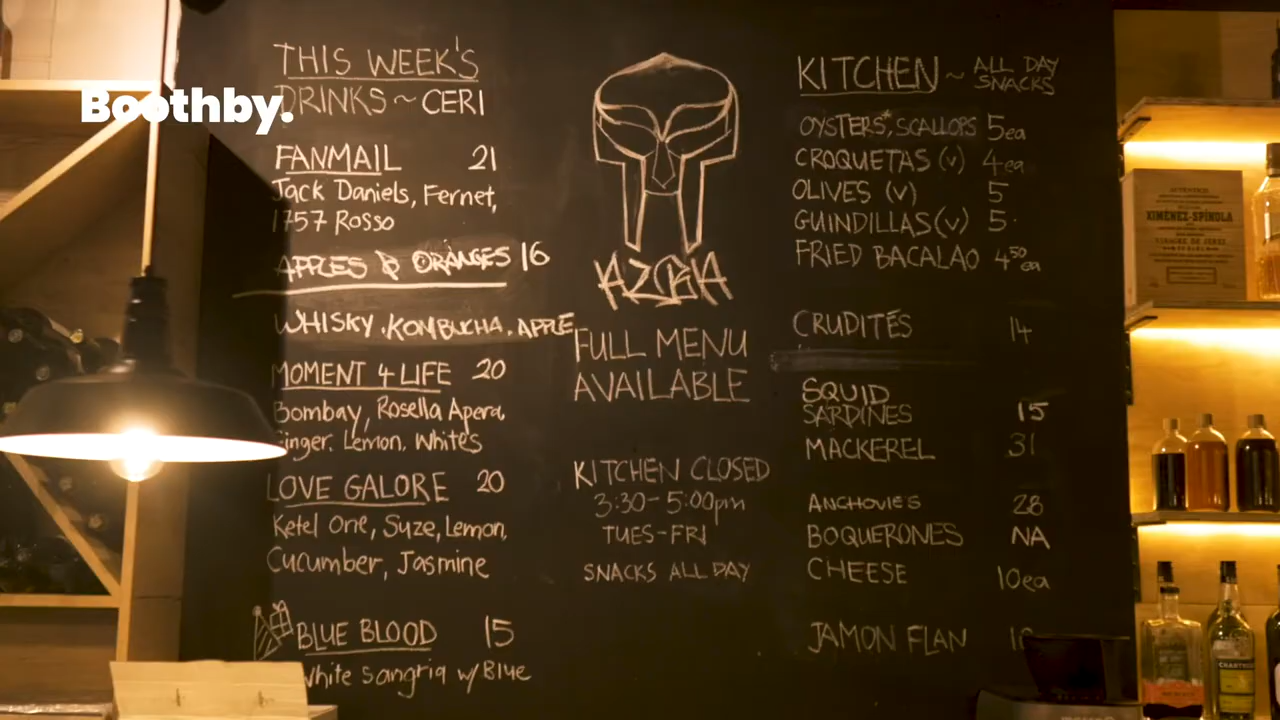 Boothby.
THIS WEEK'S
DRINKS ~ CERI
FANMAIL 21
Jack Daniels, Fernet,
1757 Rosso
APPLES & ORANGES 16
WHISKY, KOMBUCHA, APPLE
MOMENT 4 LIFE 20
Bombay, Rosella Apera,
Ginger, Lemon, Whites
LOVE GALORE 20
Ketel One, Suze, Lemon,
Cucumber, Jasmine
BLUE BLOOD 15
White Sangria w/ Blue
FULL MENU
AVAILABLE
KITCHEN CLOSED
3:30-5:00pm
TUES-FRI
SNACKS ALL DAY
KITCHEN ~ ALL DAY
SNACKS
OYSTERS*, SCALLOPS 5ea
CROQUETAS (v) 4ea
OLIVES (v) 5
GUINDILLAS (v) 5
FRIED BACALAO 4.50 ea
CRUDITÉS 14
SQUID
SARDINES 15
MACKEREL 31
ANCHOVIES 28
BOQUERONES NA
CHEESE 10ea
JAMON FLAN
XIMÉNEZ-SPÍNOLA